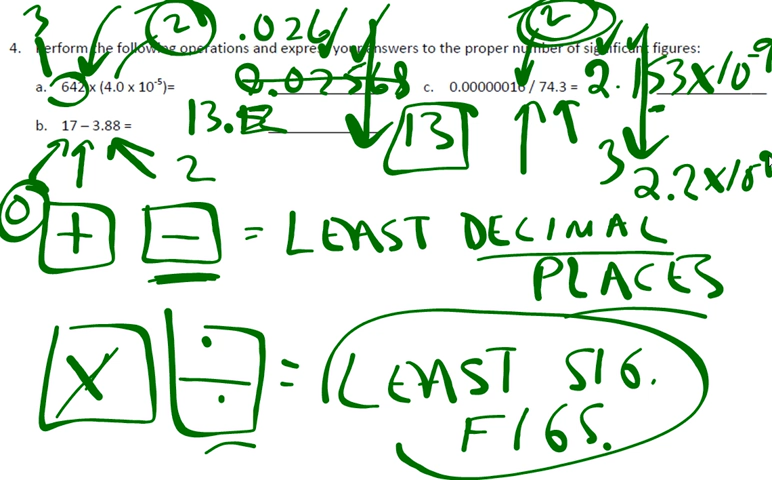 3 2 .026 2
4. Perform the following operations and express your answers to the proper number of significant figures:
a. 642 x (4.0 x 10⁻⁵)= 0.02568 c. 0.00000016 / 74.3 = 2.153X10⁻⁹
b. 17 – 3.88 = 13. 13
2 3 2.2X10⁻⁹
0
+ − = LEAST DECIMAL
PLACES
X ÷ = LEAST SIG.
FIGS.